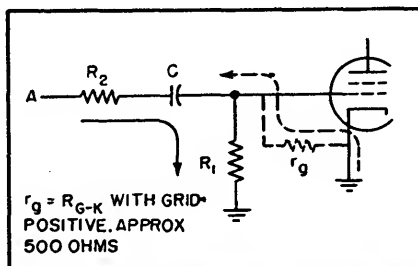 R2
C
A
R1
rg
rg = RG-K WITH GRID
POSITIVE. APPROX
500 OHMS